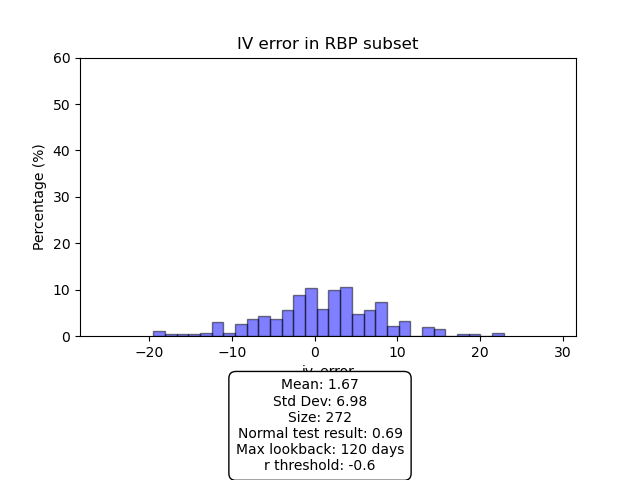 IV error in RBP subset
60
50
40
30
20
10
0
Percentage (%)
−20
−10
0
10
20
30
iv_error
Mean: 1.67
Std Dev: 6.98
Size: 272
Normal test result: 0.69
Max lookback: 120 days
r threshold: -0.6